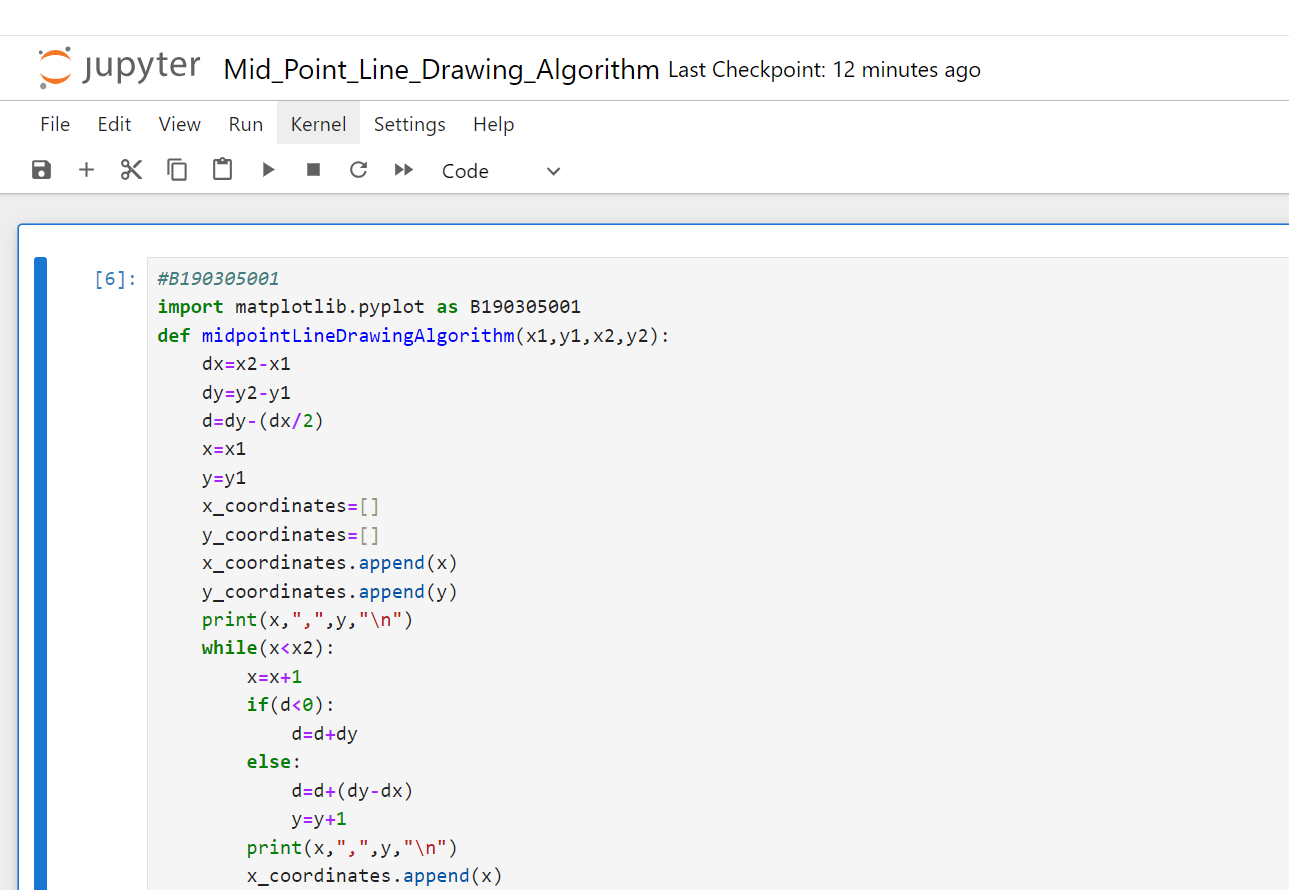 jupyter Mid_Point_Line_Drawing_Algorithm Last Checkpoint: 12 minutes ago
File Edit View Run Kernel Settings Help
Code
[6]: #B190305001
import matplotlib.pyplot as B190305001
def midpointLineDrawingAlgorithm(x1,y1,x2,y2):
    dx=x2-x1
    dy=y2-y1
    d=dy-(dx/2)
    x=x1
    y=y1
    x_coordinates=[]
    y_coordinates=[]
    x_coordinates.append(x)
    y_coordinates.append(y)
    print(x,",",y,"\n")
    while(x<x2):
        x=x+1
        if(d<0):
            d=d+dy
        else:
            d=d+(dy-dx)
            y=y+1
        print(x,",",y,"\n")
        x_coordinates.append(x)